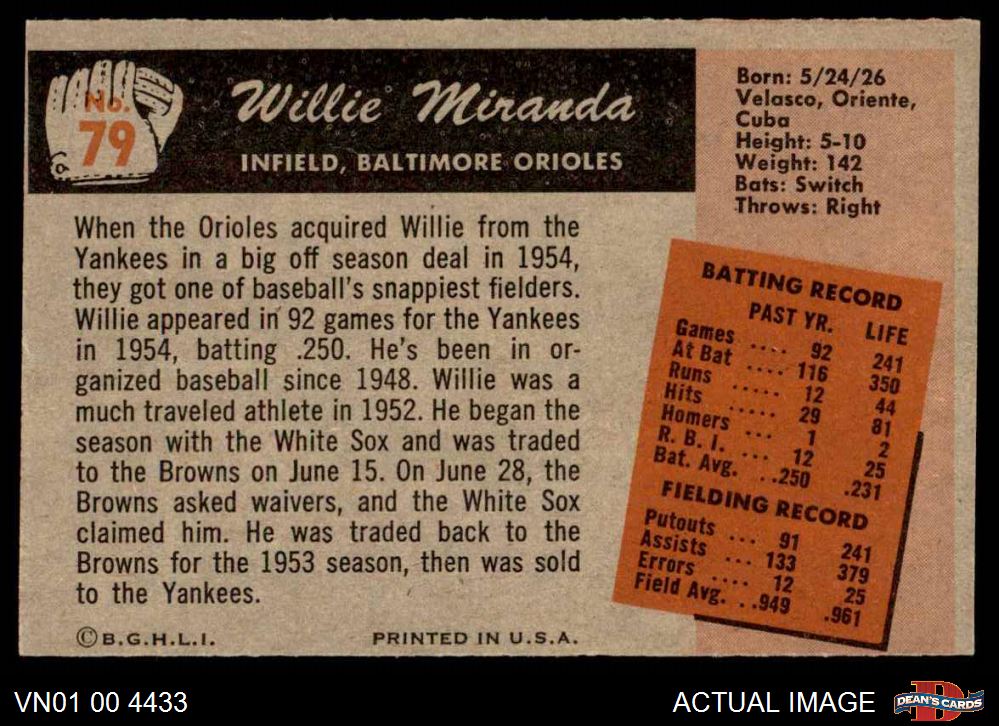 No.
79
Willie Miranda
INFIELD, BALTIMORE ORIOLES
Born: 5/24/26
Velasco, Oriente,
Cuba
Height: 5-10
Weight: 142
Bats: Switch
Throws: Right
When the Orioles acquired Willie from the
Yankees in a big off season deal in 1954,
they got one of baseball's snappiest fielders.
Willie appeared in 92 games for the Yankees
in 1954, batting .250. He's been in or-
ganized baseball since 1948. Willie was a
much traveled athlete in 1952. He began the
season with the White Sox and was traded
to the Browns on June 15. On June 28, the
Browns asked waivers, and the White Sox
claimed him. He was traded back to the
Browns for the 1953 season, then was sold
to the Yankees.
©B.G.H.L.I. PRINTED IN U.S.A.
BATTING RECORD
PAST YR. LIFE
Games .... 92 241
At Bat .... 116 350
Runs ..... 12 44
Hits ..... 29 81
Homers ... 1 2
R. B. I. ... 12 25
Bat. Avg. ..250 .231
FIELDING RECORD
Putouts ... 91 241
Assists ... 133 379
Errors .... 12 25
Field Avg. ..949 .961
VN01 00 4433 ACTUAL IMAGE
D
DEAN'S CARDS